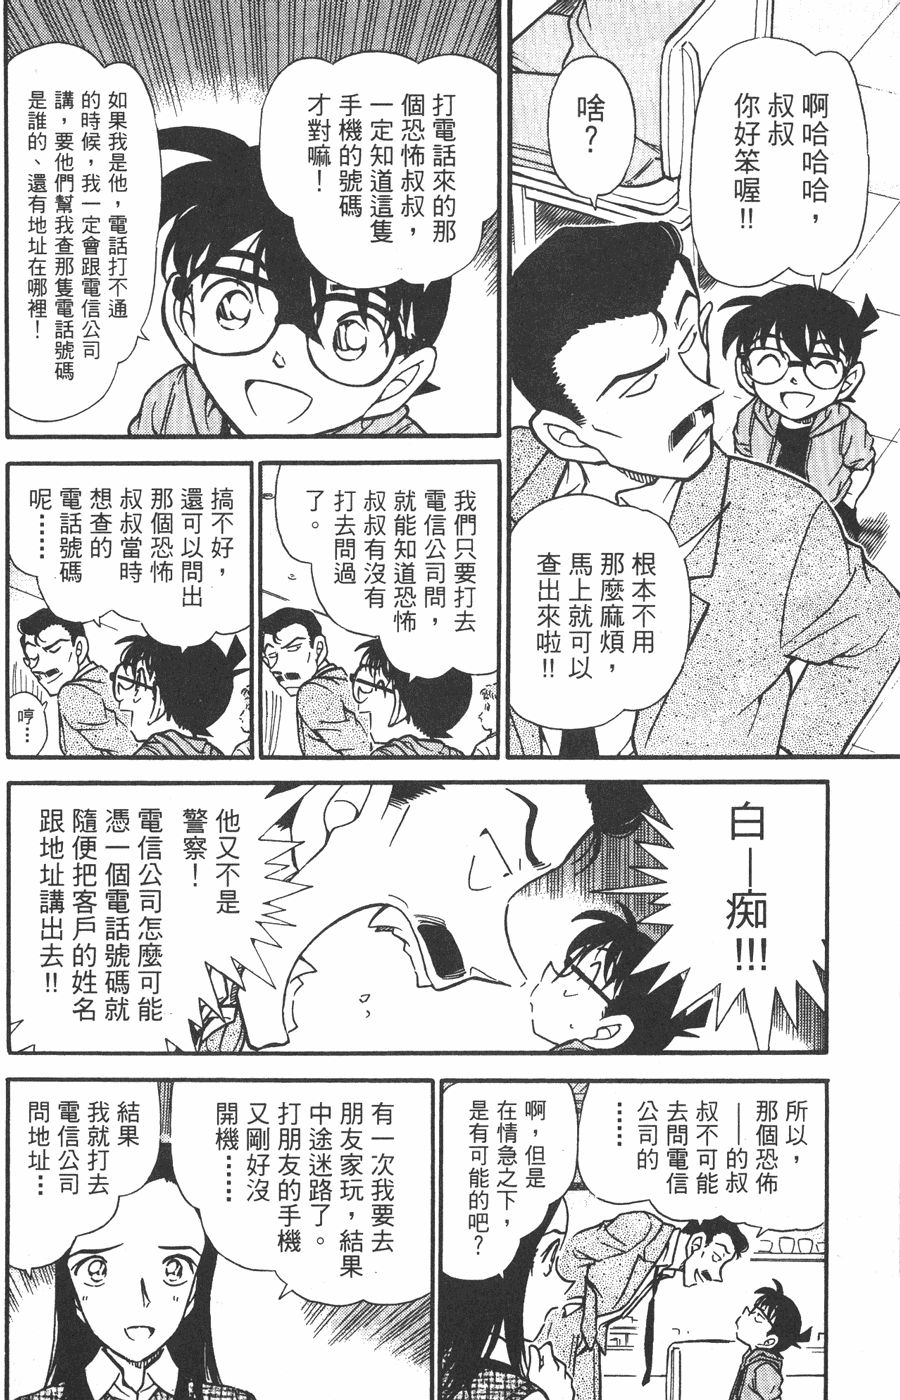 啊哈哈哈，
叔叔
你好笨喔!!
啥?
根本不用
那麼麻煩，
馬上就可以
查出來啦!!
打電話來的那
個恐怖叔叔，
一定知道這隻
手機的號碼
才對嘛!
如果我是他，電話打不通
的時候，我一定會跟電信公司
講，要他們幫我查那隻電話號碼
是誰的、還有地址在哪裡!
我們只要打去
電信公司問，
就能知道恐怖
叔叔有沒有
打去問過
了。
搞不好，
還可以問出
那個恐怖
叔叔當時
想查的
電話號碼
呢……
哼…
白—痴!!!
他又不是
警察!
電信公司怎麼可能
憑一個電話號碼就
隨便把客戶的姓名
跟地址講出去!!
所以，
那個恐怖
——的叔
叔不可能
去問電信
公司的
……
啊，但是
在情急之下，
是有可能的吧?
有一次我要去
朋友家玩，結果
中途迷路了。
打朋友的手機
又剛好沒
開機……
結果
我就打去
電信公司
問地址…